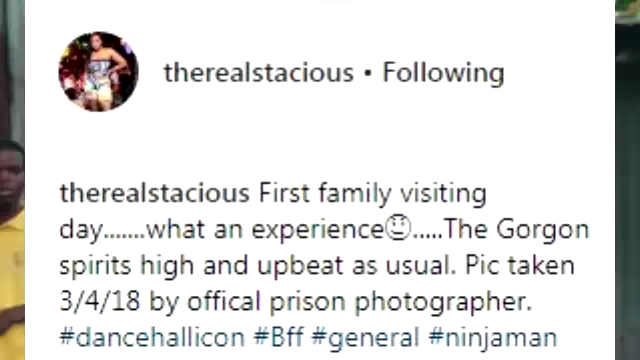 therealstacious • Following
therealstacious First family visiting
day.......what an experience☺.....The Gorgon
spirits high and upbeat as usual. Pic taken
3/4/18 by offical prison photographer.
#dancehallicon #Bff #general #ninjaman